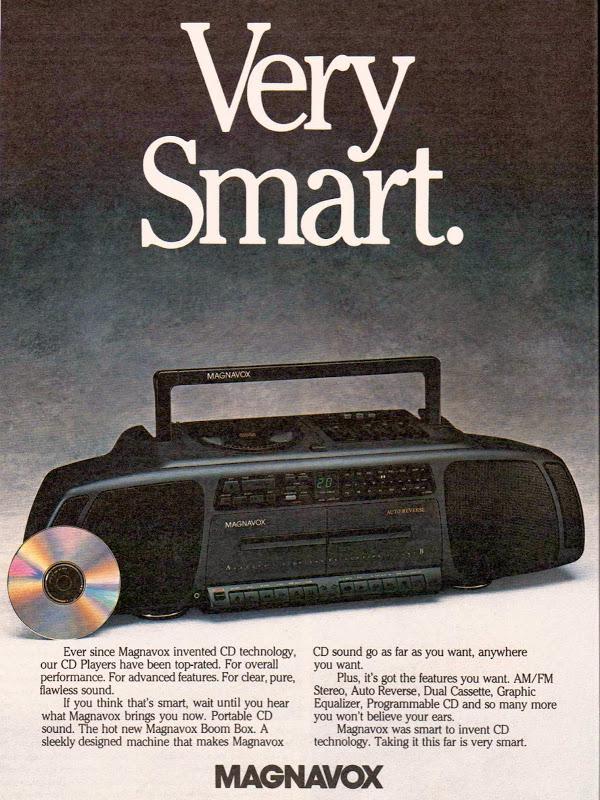 Very
Smart.
MAGNAVOX
20
MAGNAVOX
AUTO REVERSE
A
B
Ever since Magnavox invented CD technology,
our CD Players have been top-rated. For overall
performance. For advanced features. For clear, pure,
flawless sound.
If you think that's smart, wait until you hear
what Magnavox brings you now. Portable CD
sound. The hot new Magnavox Boom Box. A
sleekly designed machine that makes Magnavox
CD sound go as far as you want, anywhere
you want.
Plus, it's got the features you want. AM/FM
Stereo, Auto Reverse, Dual Cassette, Graphic
Equalizer, Programmable CD and so many more
you won't believe your ears.
Magnavox was smart to invent CD
technology. Taking it this far is very smart.
MAGNAVOX